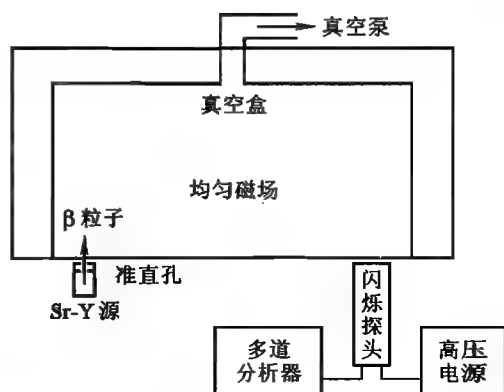 真空泵
真空盒
均匀磁场
β粒子
准直孔
Sr-Y 源
闪烁探头
多道
分析器
高压
电源